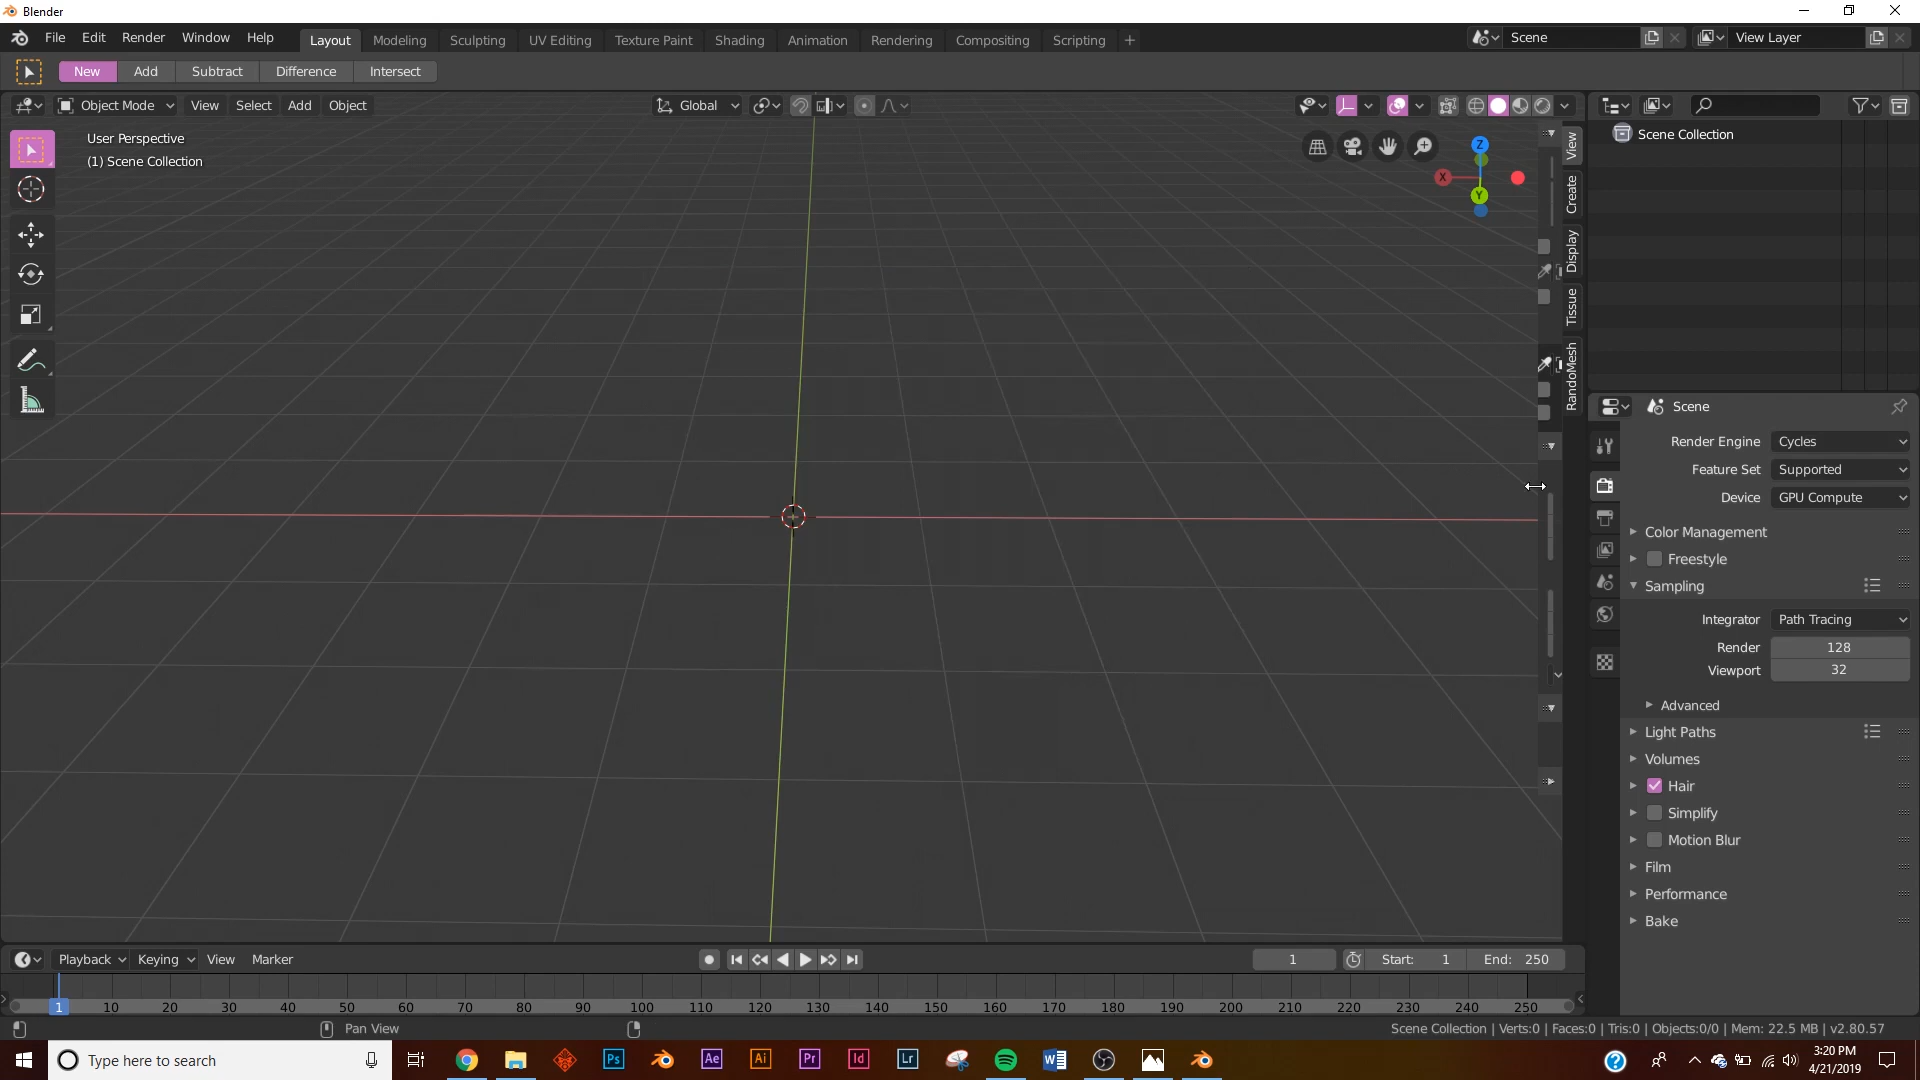 Blender
File Edit Render Window Help Layout Modeling Sculpting UV Editing Texture Paint Shading Animation Rendering Compositing Scripting + Scene View Layer
New Add Subtract Difference Intersect
Object Mode View Select Add Object Global
User Perspective
(1) Scene Collection
Z
X
Y
View
Create
Display
Tissue
RandoMesh
Scene Collection
Scene
Render Engine Cycles
Feature Set Supported
Device GPU Compute
Color Management
Freestyle
Sampling
Integrator Path Tracing
Render 128
Viewport 32
Advanced
Light Paths
Volumes
Hair
Simplify
Motion Blur
Film
Performance
Bake
Playback Keying View Marker 1 Start: 1 End: 250
1 10 20 30 40 50 60 70 80 90 100 110 120 130 140 150 160 170 180 190 200 210 220 230 240 250
Pan View Scene Collection | Verts:0 | Faces:0 | Tris:0 | Objects:0/0 | Mem: 22.5 MB | v2.80.57
Type here to search Ps Ae Ai Pr Id Lr W ?
3:20 PM
4/21/2019